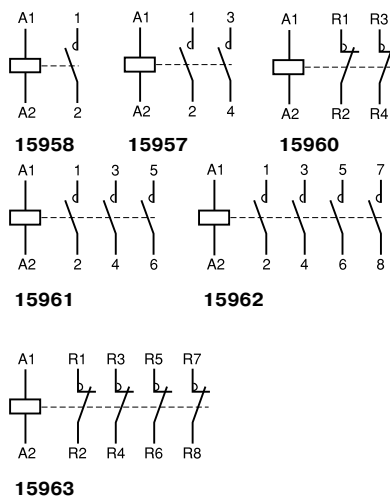 A1 1 A1 1 3 A1 R1 R3
A2 2 A2 2 4 A2 R2 R4
15958 15957 15960
A1 1 3 5 A1 1 3 5 7
A2 2 4 6 A2 2 4 6 8
15961 15962
A1 R1 R3 R5 R7
A2 R2 R4 R6 R8
15963